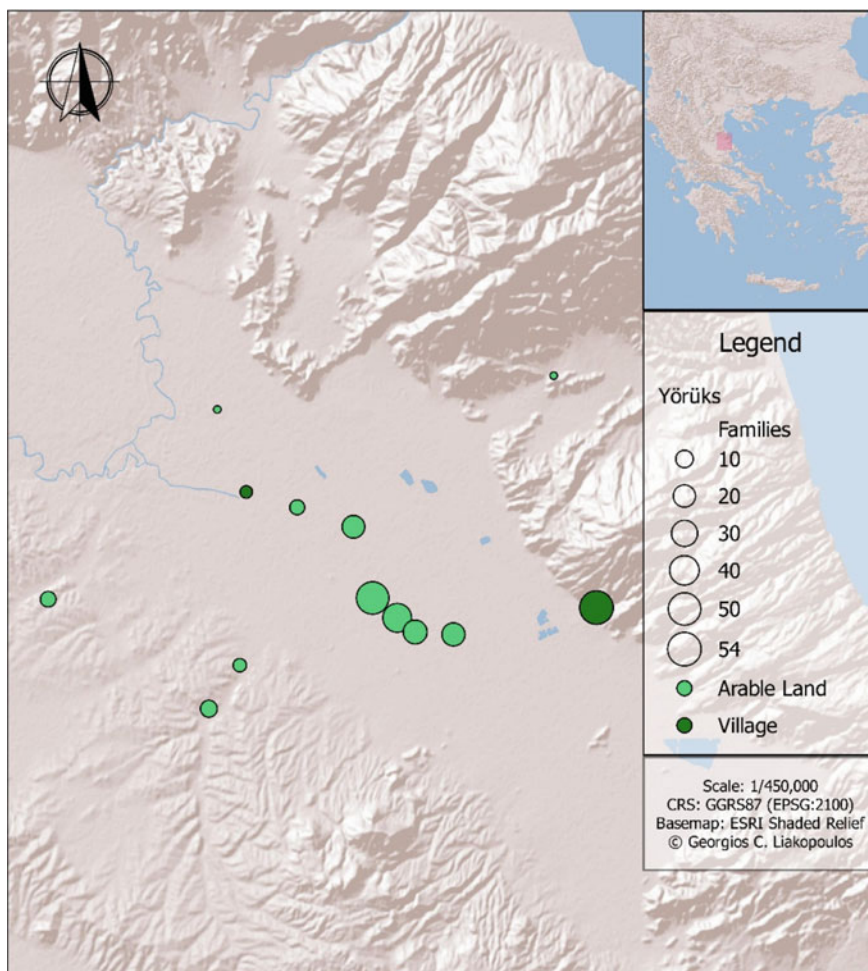 Legend
Yörüks
Families
10
20
30
40
50
54
Arable Land
Village
Scale: 1/450,000
CRS: GGRS87 (EPSG:2100)
Basemap: ESRI Shaded Relief
© Georgios C. Liakopoulos